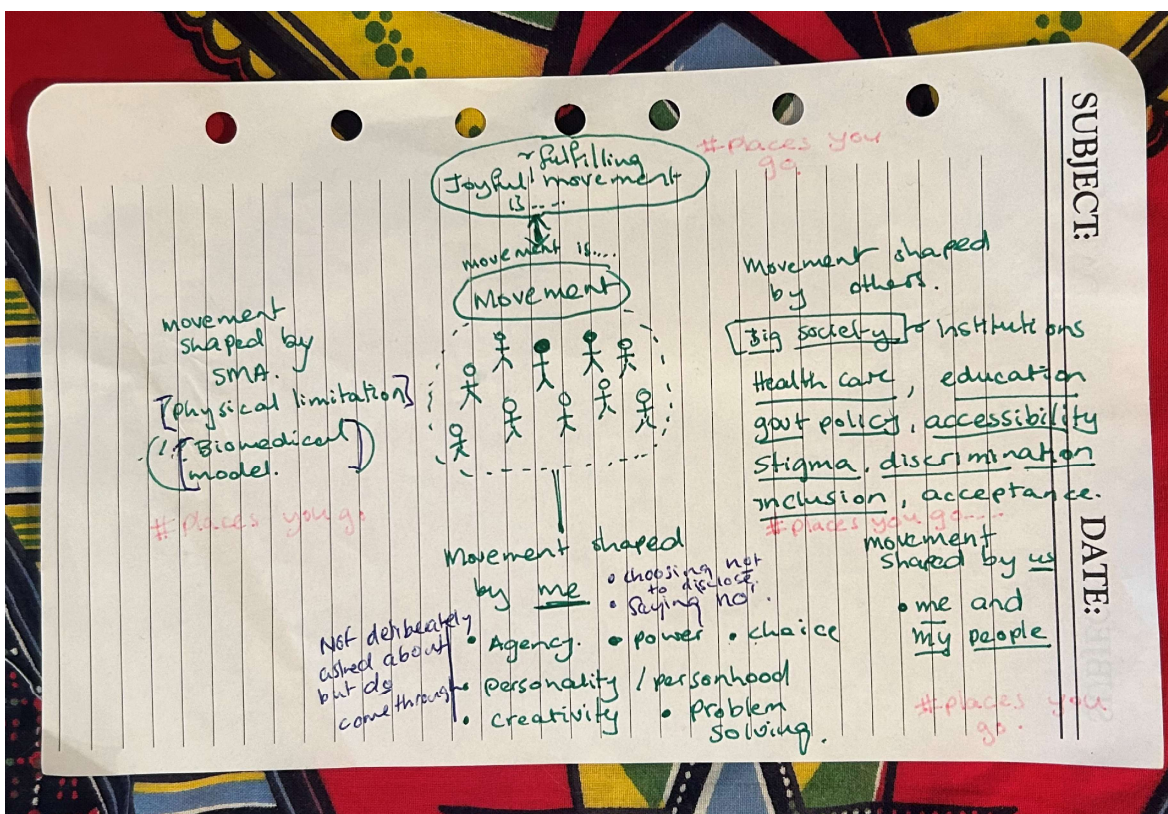 #places you
go.
~ fulfilling
Joyful movement
is ....
movement is....
Movement
movement
shaped by
SMA.
[physical limitation]
([!! Biomedical
model.])
# places you go
Movement shaped
by others.
[Big society] ~ institutions
Health care, education
govt policy, accessibility
stigma, discrimination
inclusion, acceptance.
#places you go....
movement
shaped by us
• me and
my people
#places you
go.
Movement shaped
by me
• choosing not
to disclose.
• saying no.
• Agency. • power • choice
• personality / personhood
• creativity • problem
solving.
Not deliberately
asked about
but do
come through
SUBJECT:
DATE: